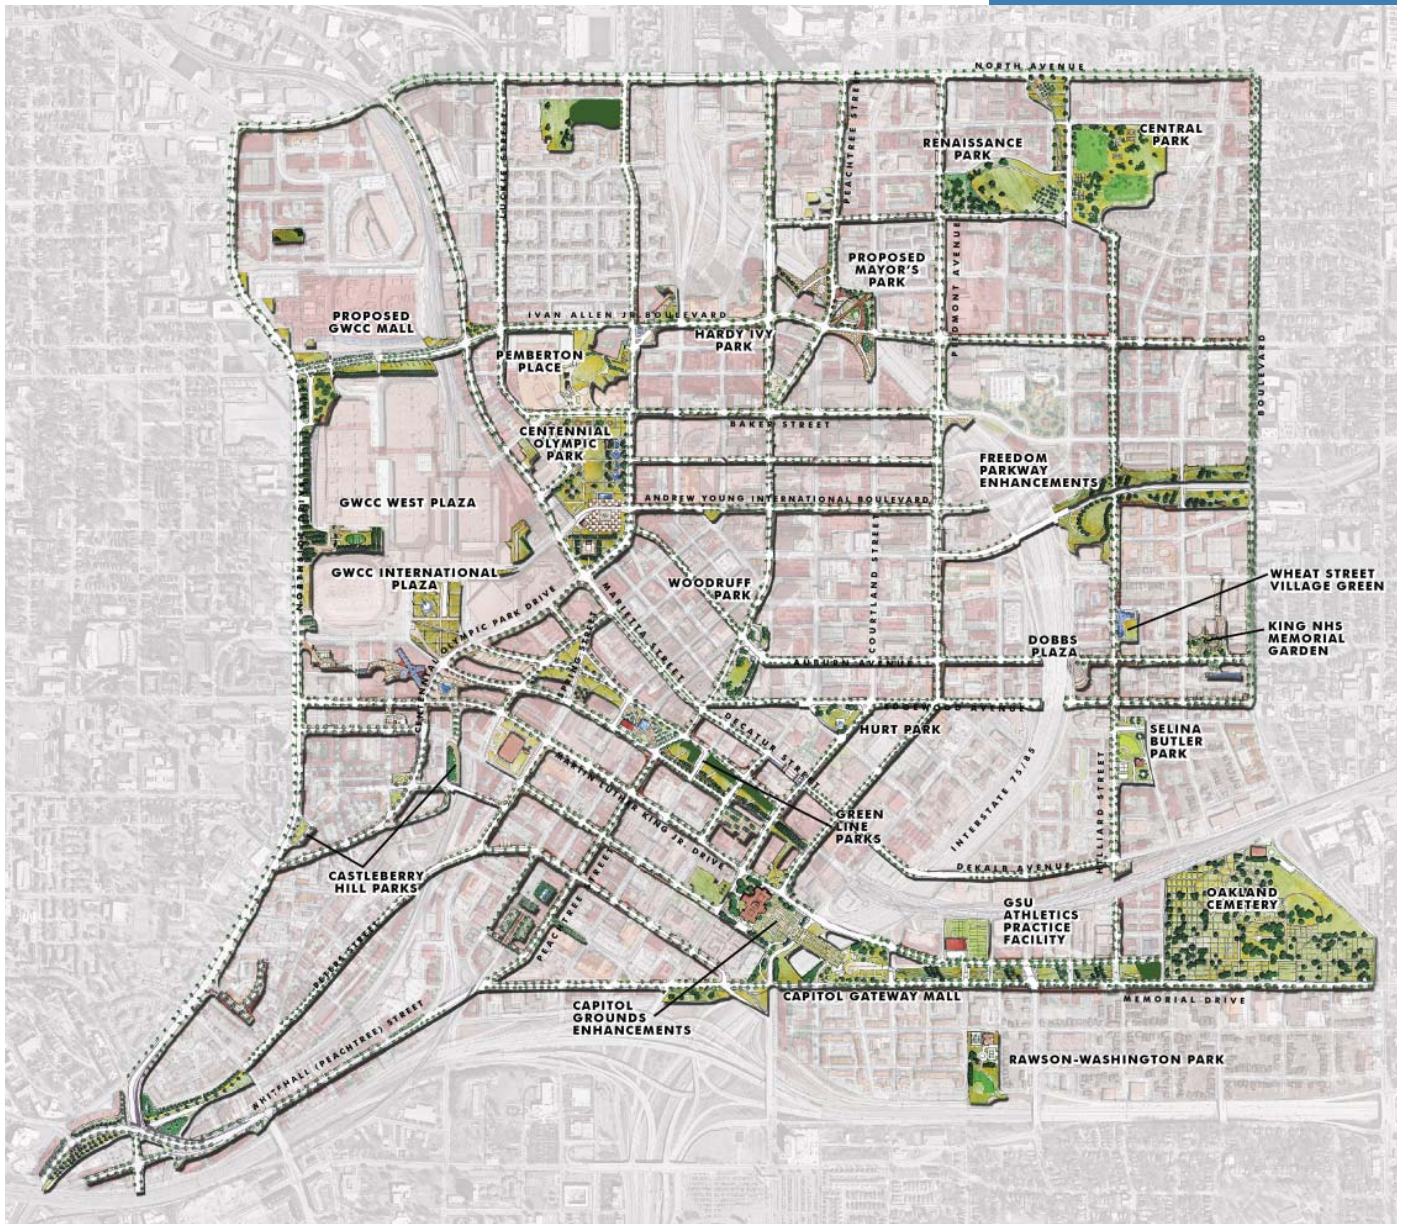 NORTH AVENUE
PEACHTREE STREET
RENAISSANCE
PARK
CENTRAL
PARK
LUCKIE STREET
PIEDMONT AVENUE
PROPOSED
MAYOR'S
PARK
PROPOSED
GWCC MALL
IVAN ALLEN JR. BOULEVARD
HARDY IVY
PARK
PEMBERTON
PLACE
BOULEVARD
BAKER STREET
CENTENNIAL
OLYMPIC
PARK
FREEDOM
PARKWAY
ENHANCEMENTS
GWCC WEST PLAZA
ANDREW YOUNG INTERNATIONAL BOULEVARD
COURTLAND STREET
GWCC INTERNATIONAL
PLAZA
WOODRUFF
PARK
WHEAT STREET
VILLAGE GREEN
KING NHS
MEMORIAL
GARDEN
MARIETTA STREET
CENTENNIAL OLYMPIC PARK DRIVE
SPRING STREET
DOBBS
PLAZA
AUBURN AVENUE
EDGEWOOD AVENUE
HURT PARK
DECATUR STREET
SELINA
BUTLER
PARK
MARTIN LUTHER KING JR. DRIVE
INTERSTATE 75/85
HILLIARD STREET
GREEN
LINE
PARKS
DEKALB AVENUE
CASTLEBERRY
HILL PARKS
OAKLAND
CEMETERY
GSU
ATHLETICS
PRACTICE
FACILITY
PEACHTREE STREET
PETERS STREET
CAPITOL GATEWAY MALL
MEMORIAL DRIVE
CAPITOL
GROUNDS
ENHANCEMENTS
WHITEHALL (PEACHTREE) STREET
RAWSON-WASHINGTON PARK